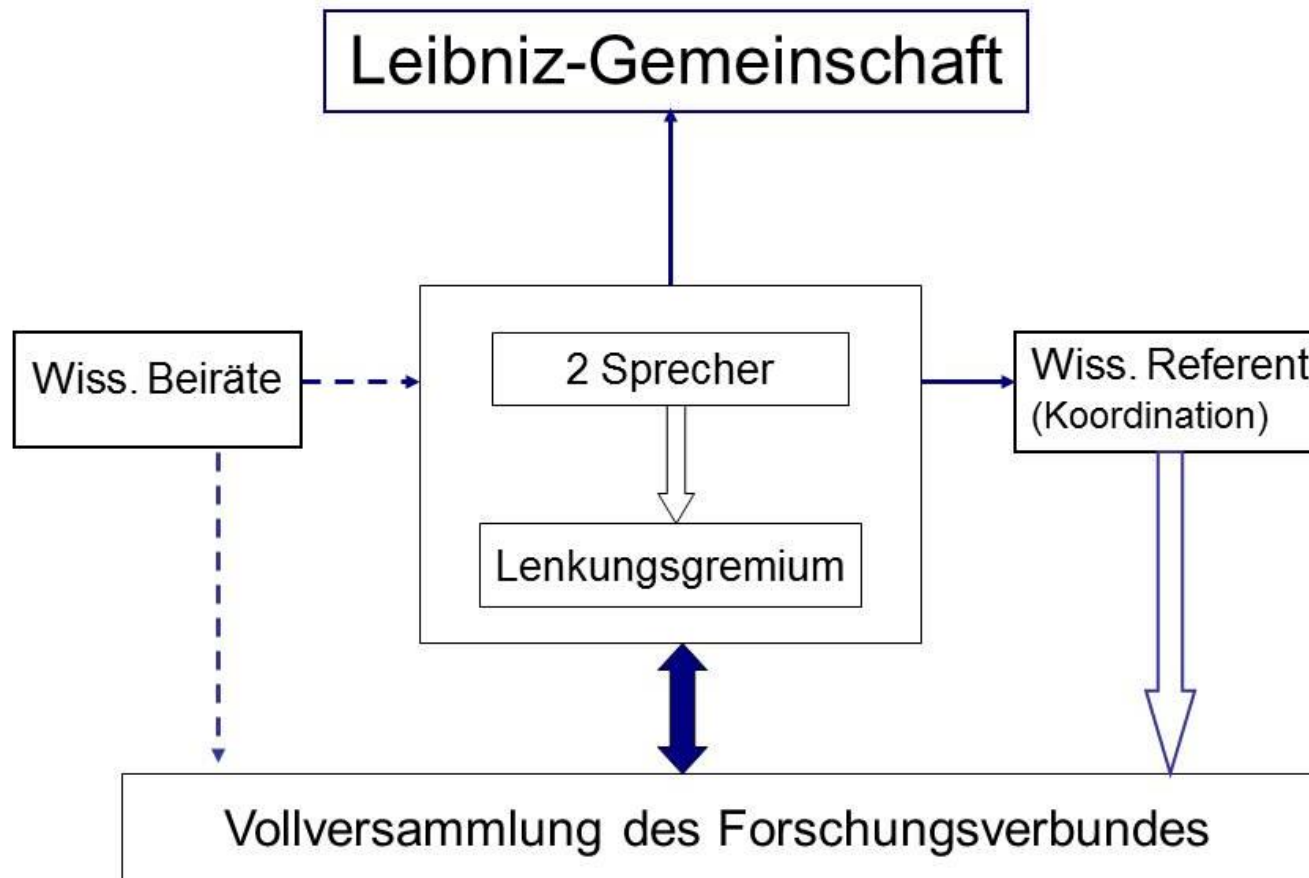 Leibniz-Gemeinschaft
Wiss. Beiräte
2 Sprecher
Lenkungsgremium
Wiss. Referent
(Koordination)
Vollversammlung des Forschungsverbundes